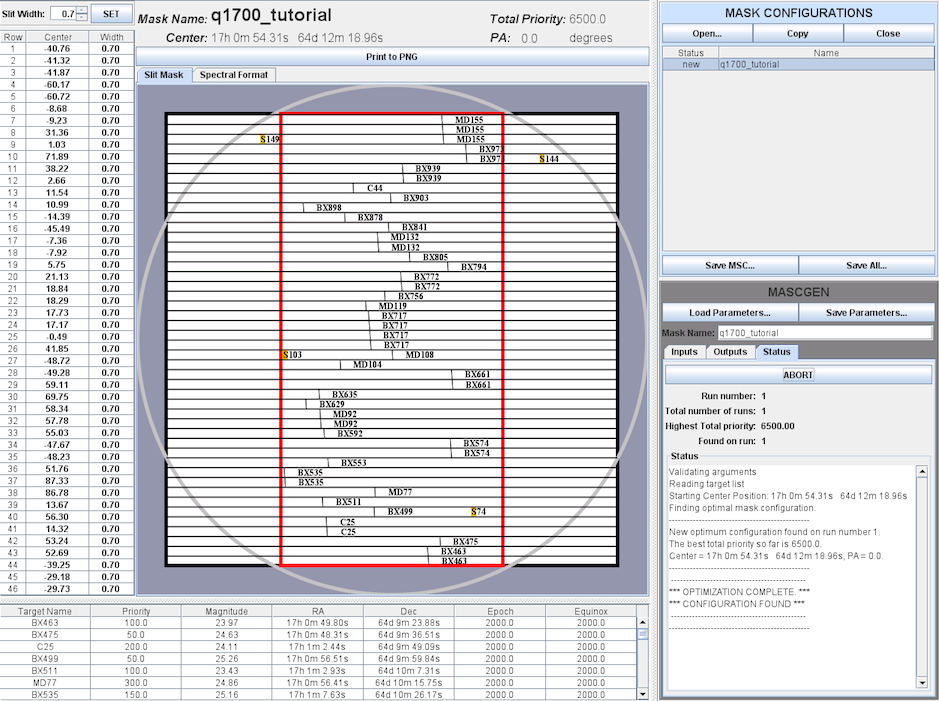 Slit Width: 0.7 SET
Mask Name: q1700_tutorial Total Priority: 6500.0
Center: 17h 0m 54.31s 64d 12m 18.96s PA: 0.0 degrees
Print to PNG
Slit Mask Spectral Format
Row Center Width
1 -40.76 0.70
2 -41.32 0.70
3 -41.87 0.70
4 -60.17 0.70
5 -60.72 0.70
6 -8.68 0.70
7 -9.23 0.70
8 31.36 0.70
9 1.03 0.70
10 71.89 0.70
11 38.22 0.70
12 2.66 0.70
13 11.54 0.70
14 10.99 0.70
15 -14.39 0.70
16 -45.49 0.70
17 -7.36 0.70
18 -7.92 0.70
19 5.75 0.70
20 21.13 0.70
21 18.84 0.70
22 18.29 0.70
23 17.73 0.70
24 17.17 0.70
25 -0.49 0.70
26 41.85 0.70
27 -48.72 0.70
28 -49.28 0.70
29 59.11 0.70
30 69.75 0.70
31 58.34 0.70
32 57.78 0.70
33 55.03 0.70
34 -47.67 0.70
35 -48.23 0.70
36 51.76 0.70
37 87.33 0.70
38 86.78 0.70
39 13.67 0.70
40 56.30 0.70
41 14.32 0.70
42 53.24 0.70
43 52.69 0.70
44 -39.25 0.70
45 -29.18 0.70
46 -29.73 0.70
MD155
MD155
S149 MD155
BX973
BX973 S144
BX939
BX939
C44
BX903
BX898
BX878
BX841
MD132
MD132
BX805
BX794
BX772
BX772
BX756
MD119
BX717
BX717
BX717
BX717
S103 MD108
MD104
BX661
BX661
BX635
BX629
MD92
MD92
BX592
BX574
BX574
BX553
BX535
BX535
MD77
BX511
BX499 S74
C25
C25
BX475
BX463
BX463
Target Name Priority Magnitude RA Dec Epoch Equinox
BX463 100.0 23.97 17h 0m 49.80s 64d 9m 23.88s 2000.0 2000.0
BX475 50.0 24.63 17h 0m 48.31s 64d 9m 36.51s 2000.0 2000.0
C25 200.0 24.11 17h 1m 2.44s 64d 9m 49.09s 2000.0 2000.0
BX499 50.0 25.26 17h 0m 56.51s 64d 9m 59.84s 2000.0 2000.0
BX511 100.0 23.43 17h 1m 2.93s 64d 10m 7.31s 2000.0 2000.0
MD77 300.0 24.86 17h 0m 56.41s 64d 10m 15.75s 2000.0 2000.0
BX535 150.0 25.16 17h 1m 7.63s 64d 10m 26.17s 2000.0 2000.0
MASK CONFIGURATIONS
Open... Copy Close
Status Name
new q1700_tutorial
Save MSC... Save All...
MASCGEN
Load Parameters... Save Parameters...
Mask Name: q1700_tutorial
Inputs Outputs Status
ABORT
Run number: 1
Total number of runs: 1
Highest Total priority: 6500.00
Found on run: 1
Status
Validating arguments
Reading target list
Starting Center Position: 17h 0m 54.31s 64d 12m 18.96s
Finding optimal mask configuration.
----------------------------------------------------
New optimum configuration found on run number 1.
The best total priority so far is 6500.0.
Center = 17h 0m 54.31s 64d 12m 18.96s, PA = 0.0.
----------------------------------------------------
--------------------------------------------------
*** OPTIMIZATION COMPLETE. ***
*** CONFIGURATION FOUND ***
--------------------------------------------------
----------------------------------------------------